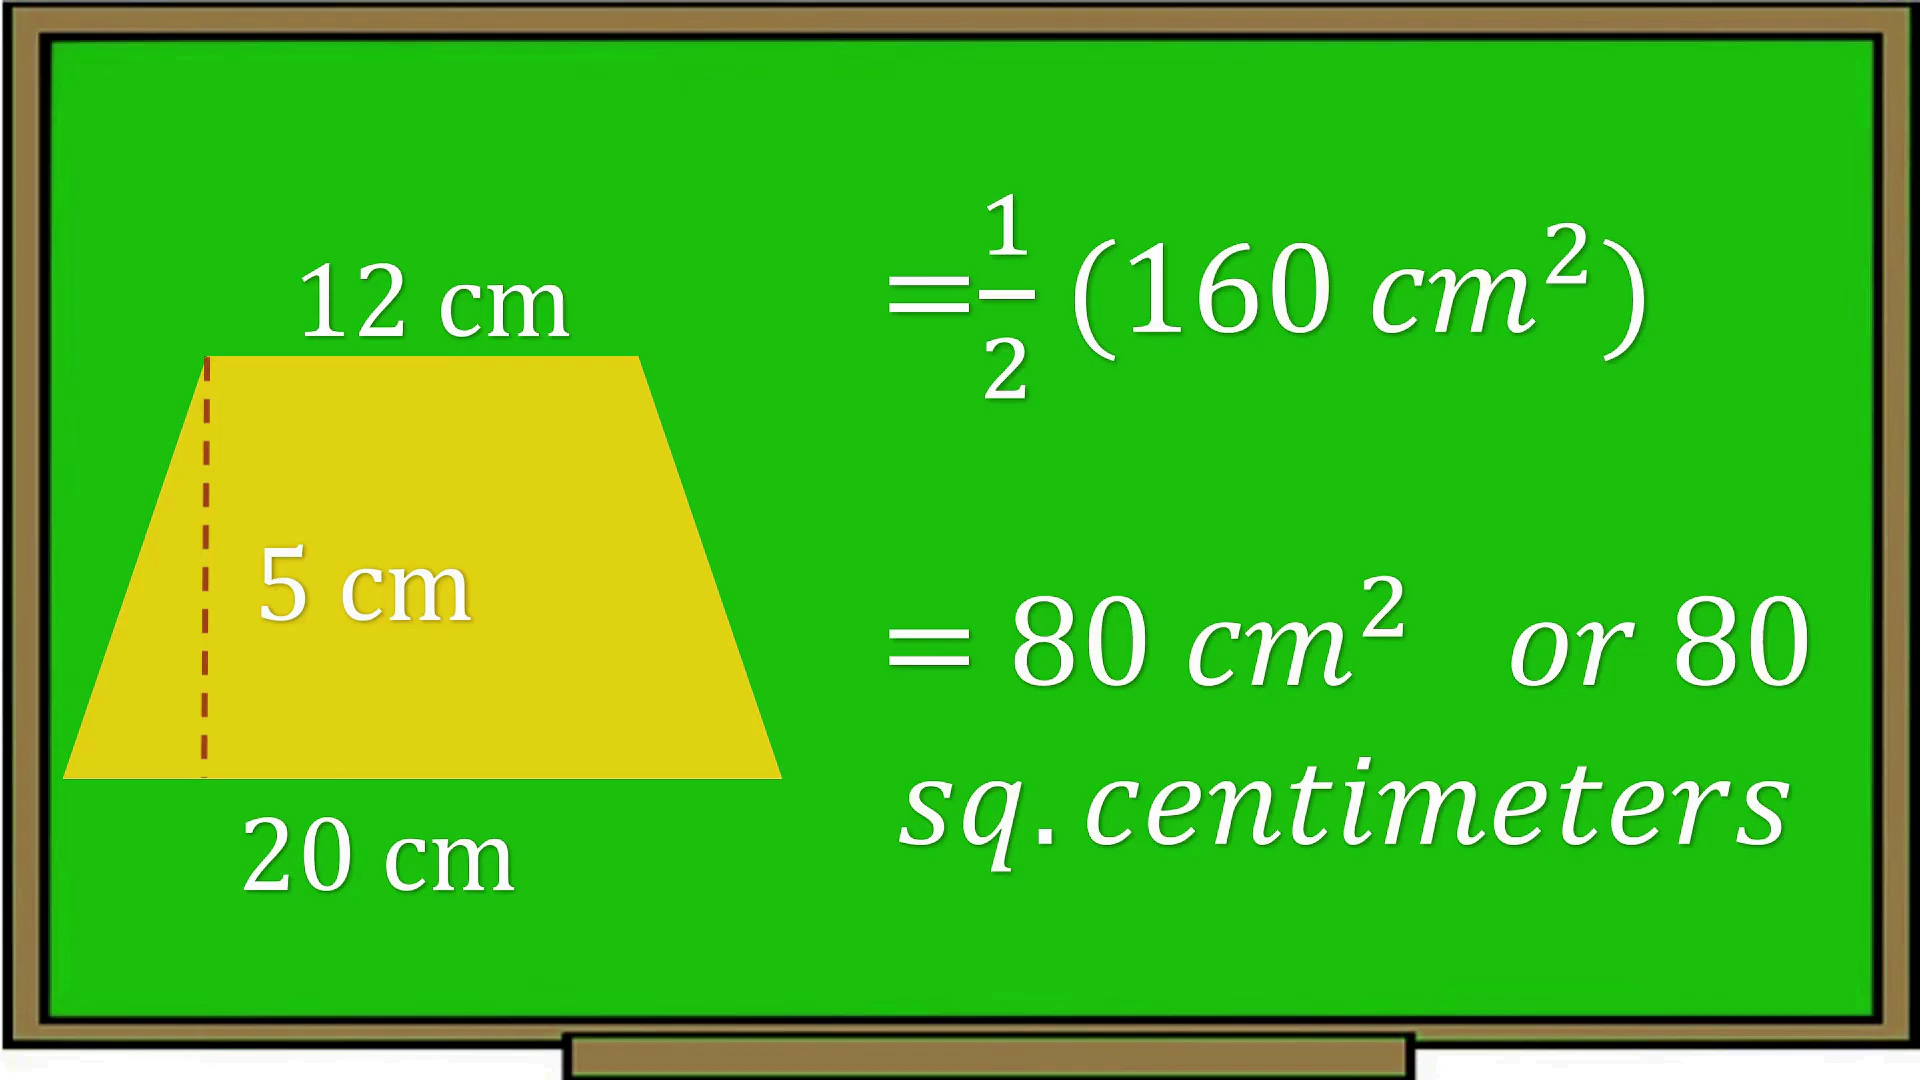 12 cm
5 cm
20 cm
=1/2 (160 cm²)
= 80 cm² or 80
sq. centimeters